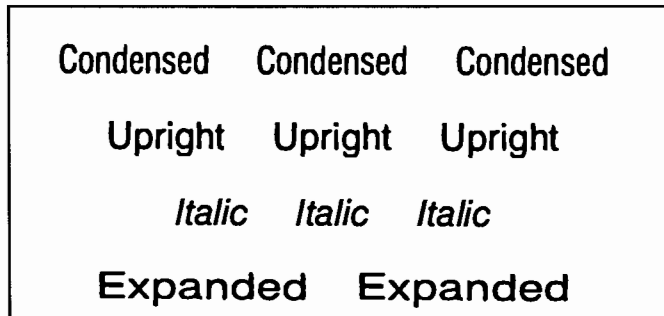 Condensed Condensed Condensed
Upright Upright Upright
Italic Italic Italic
Expanded Expanded